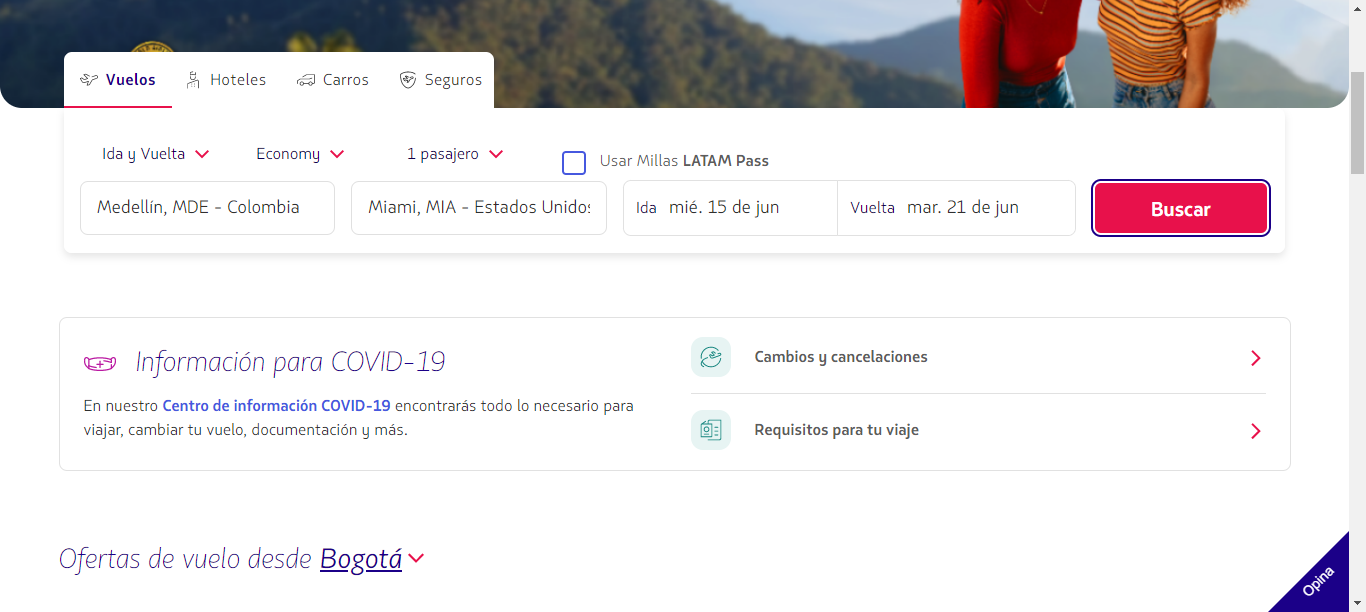 Vuelos Hoteles Carros Seguros
Ida y Vuelta Economy 1 pasajero Usar Millas LATAM Pass
Medellín, MDE - Colombia Miami, MIA - Estados Unidos Ida mié. 15 de jun Vuelta mar. 21 de jun Buscar
Información para COVID-19
En nuestro Centro de información COVID-19 encontrarás todo lo necesario para
viajar, cambiar tu vuelo, documentación y más.
Cambios y cancelaciones
Requisitos para tu viaje
Ofertas de vuelo desde Bogotá
Opina